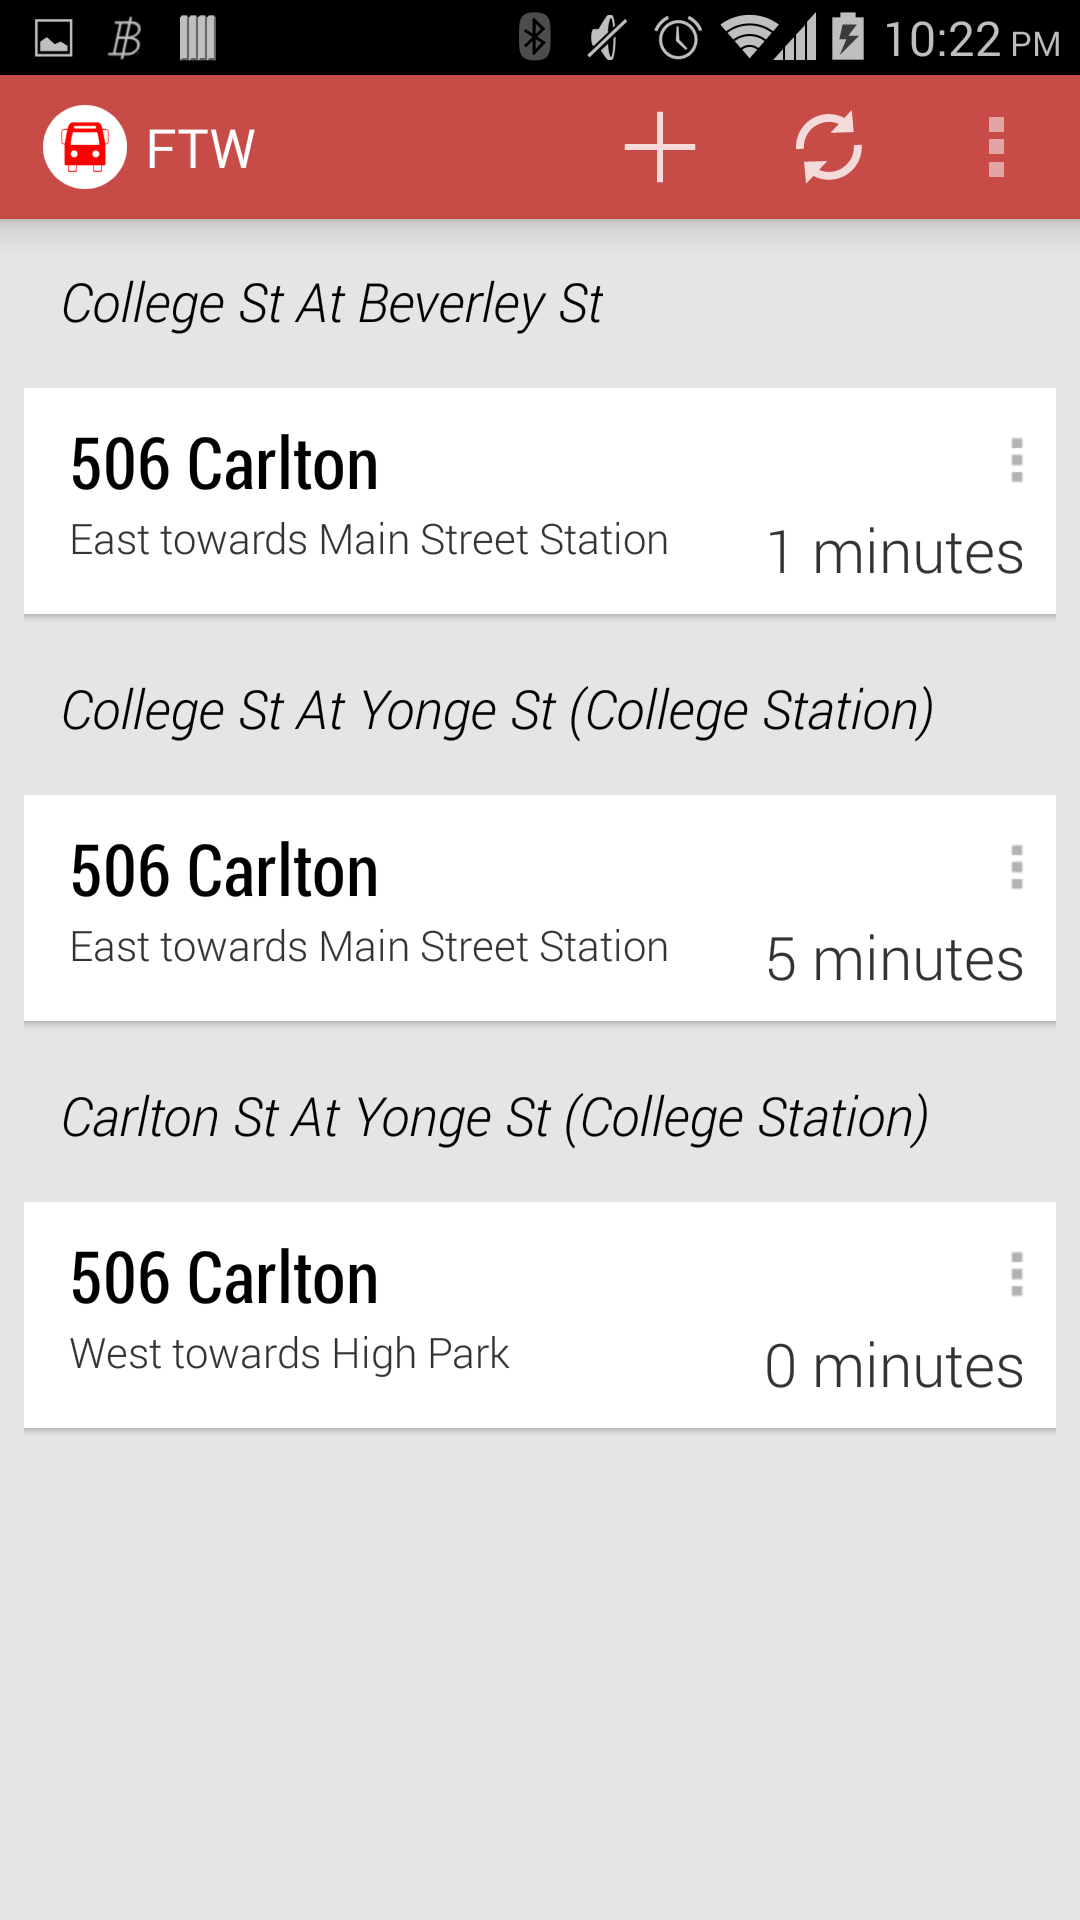 10:22 PM
FTW
College St At Beverley St
506 Carlton
East towards Main Street Station
1 minutes
College St At Yonge St (College Station)
506 Carlton
East towards Main Street Station
5 minutes
Carlton St At Yonge St (College Station)
506 Carlton
West towards High Park
0 minutes